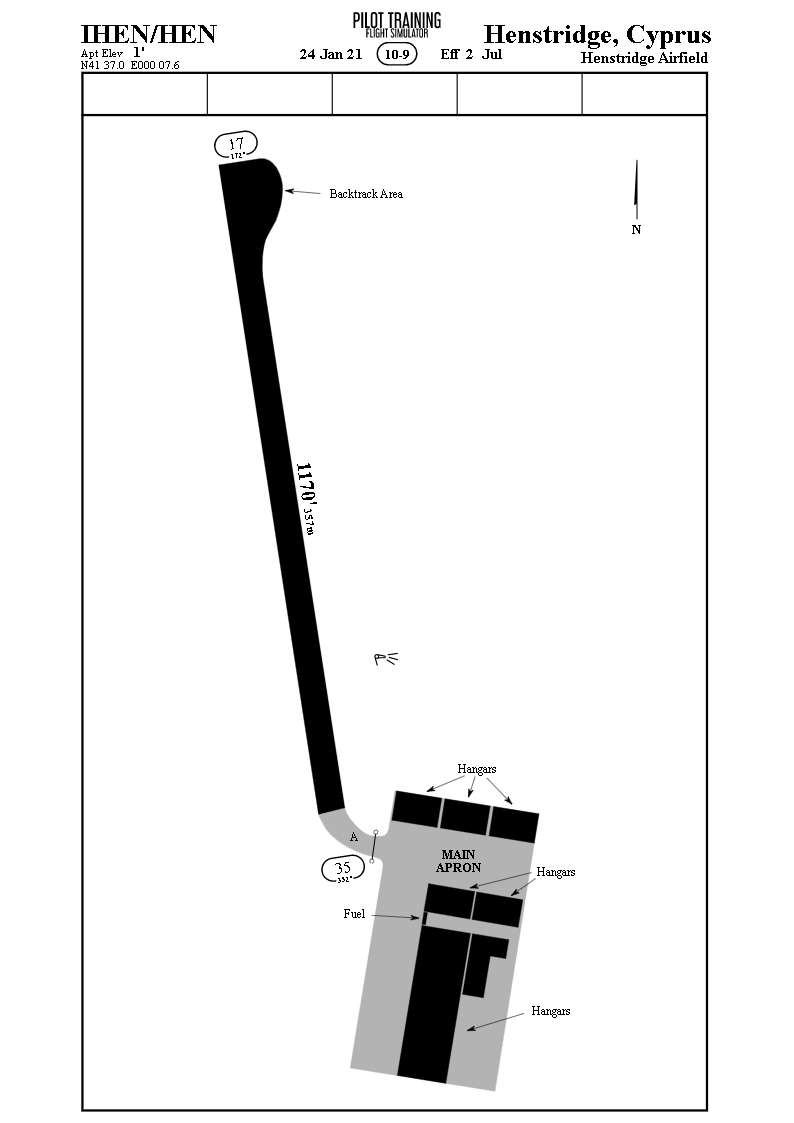 IHEN/HEN
Apt Elev 1'
N41 37.0 E000 07.6
PILOT TRAINING
FLIGHT SIMULATOR
24 Jan 21 10-9 Eff 2 Jul
Henstridge, Cyprus
Henstridge Airfield
17
172°
Backtrack Area
N
1170' 357m
Hangars
A
MAIN
APRON
35
352°
Hangars
Fuel
Hangars